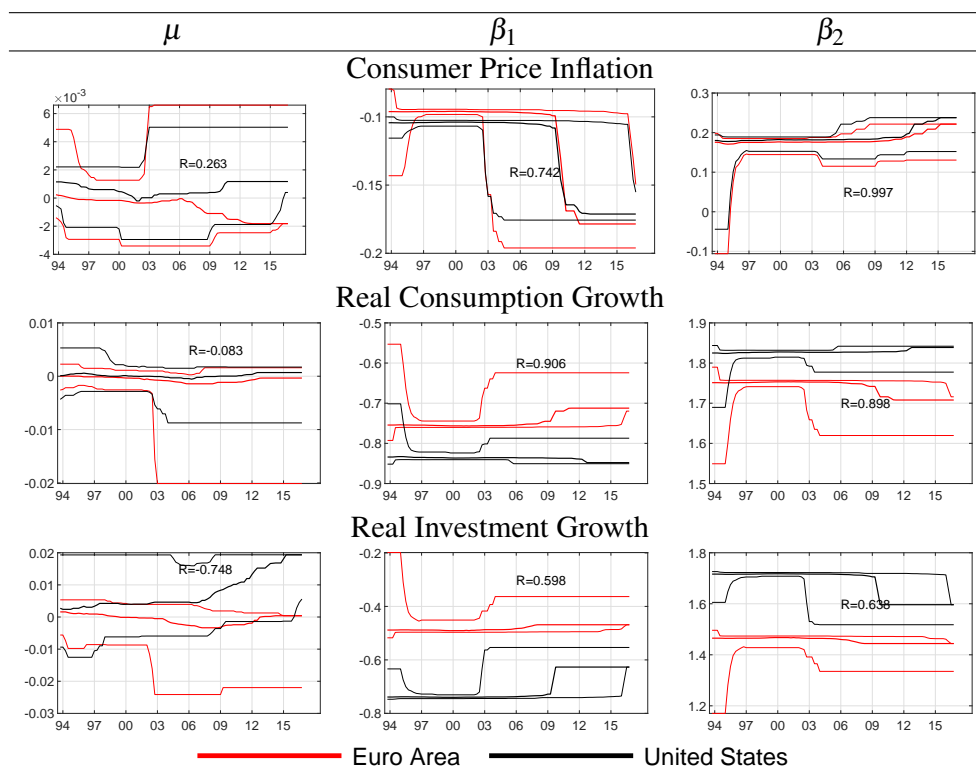 μ β₁ β₂
Consumer Price Inflation
×10⁻³
6
4
2
0
-2
-4
R=0.263
94 97 00 03 06 09 12 15
-0.1
-0.15
-0.2
R=0.742
94 97 00 03 06 09 12 15
0.3
0.2
0.1
0
-0.1
R=0.997
94 97 00 03 06 09 12 15
Real Consumption Growth
0.01
0
-0.01
-0.02
R=-0.083
94 97 00 03 06 09 12 15
-0.5
-0.6
-0.7
-0.8
-0.9
R=0.906
94 97 00 03 06 09 12 15
1.9
1.8
1.7
1.6
1.5
R=0.898
94 97 00 03 06 09 12 15
Real Investment Growth
0.02
0.01
0
-0.01
-0.02
-0.03
R=-0.748
94 97 00 03 06 09 12 15
-0.2
-0.4
-0.6
-0.8
R=0.598
94 97 00 03 06 09 12 15
1.8
1.6
1.4
1.2
R=0.638
94 97 00 03 06 09 12 15
Euro Area United States